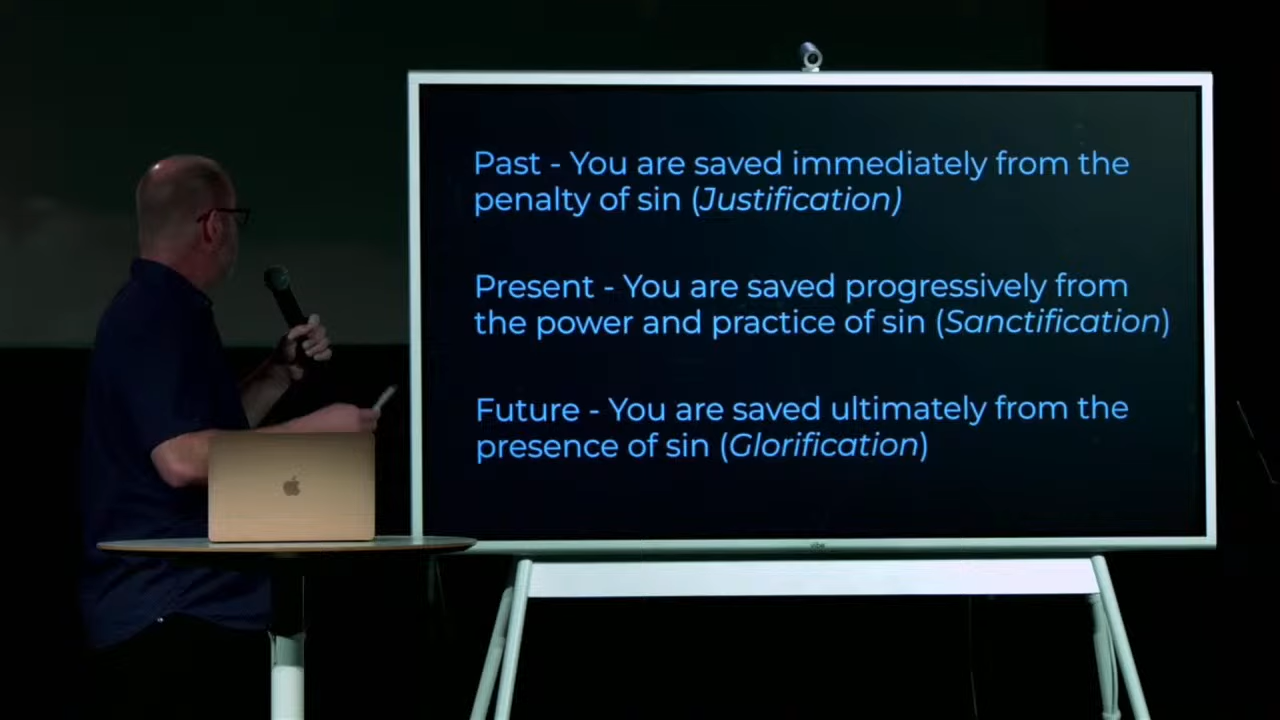 Past - You are saved immediately from the
penalty of sin (Justification)
Present - You are saved progressively from
the power and practice of sin (Sanctification)
Future - You are saved ultimately from the
presence of sin (Glorification)
vibe